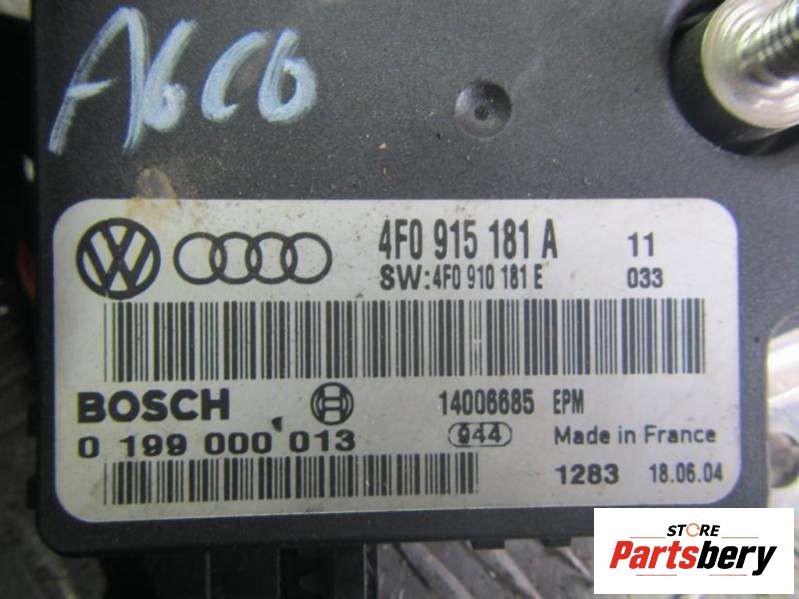 A6C6
VW
4F0 915 181 A 11
SW:4F0 910 181 E 033
BOSCH 14006685 EPM
0 199 000 013 944 Made in France
1283 18.06.04
STORE
Partsbery